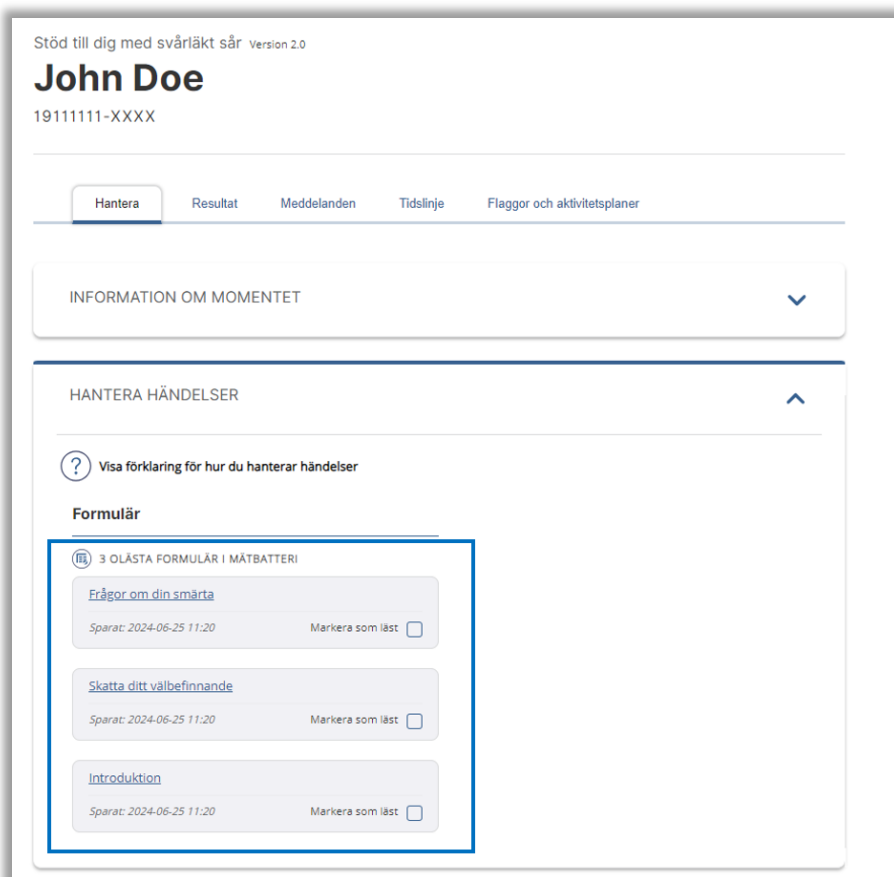 Stöd till dig med svårläkt sår Version 2.0
John Doe
19111111-XXXX
Hantera Resultat Meddelanden Tidslinje Flaggor och aktivitetsplaner
INFORMATION OM MOMENTET
HANTERA HÄNDELSER
? Visa förklaring för hur du hanterar händelser
Formulär
3 OLÄSTA FORMULÄR I MÄTBATTERI
Frågor om din smärta
Sparat: 2024-06-25 11:20 Markera som läst
Skatta ditt välbefinnande
Sparat: 2024-06-25 11:20 Markera som läst
Introduktion
Sparat: 2024-06-25 11:20 Markera som läst